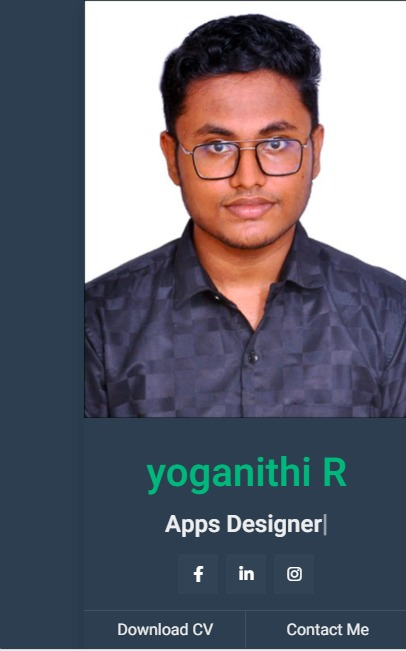 yoganithi R
Apps Designer
Download CV
Contact Me